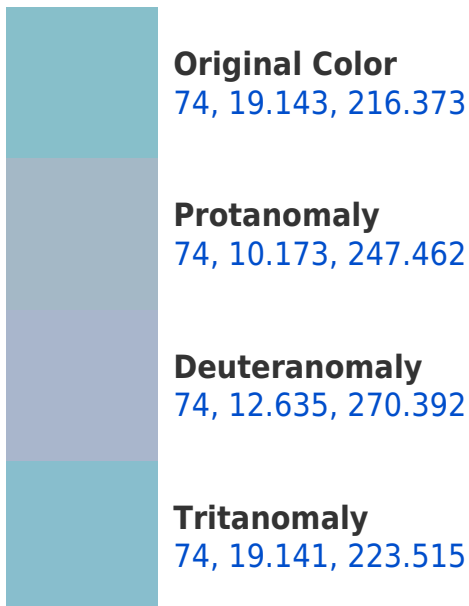 Original Color
74, 19.143, 216.373
Protanomaly
74, 10.173, 247.462
Deuteranomaly
74, 12.635, 270.392
Tritanomaly
74, 19.141, 223.515